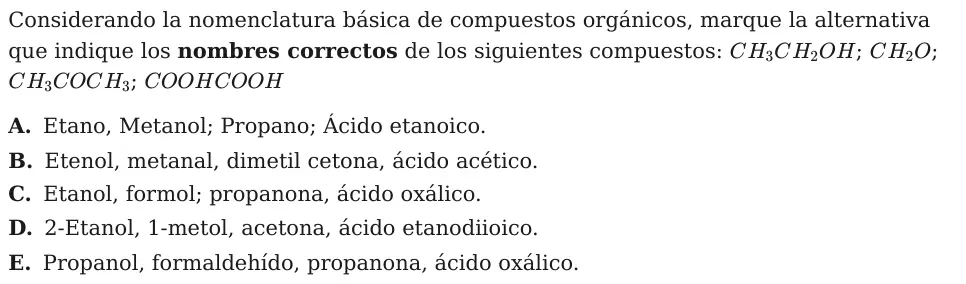 Considerando la nomenclatura básica de compuestos orgánicos, marque la alternativa
que indique los nombres correctos de los siguientes compuestos: CH₃CH₂OH; CH₂O;
CH₃COCH₃; COOHCOOH
A. Etano, Metanol; Propano; Ácido etanoico.
B. Etenol, metanal, dimetil cetona, ácido acético.
C. Etanol, formol; propanona, ácido oxálico.
D. 2-Etanol, 1-metol, acetona, ácido etanodiioico.
E. Propanol, formaldehído, propanona, ácido oxálico.